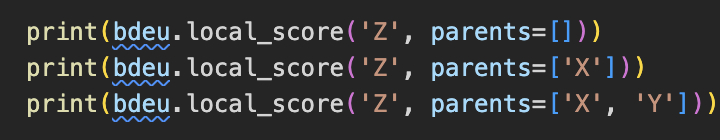 print(bdeu.local_score('Z', parents=[]))
print(bdeu.local_score('Z', parents=['X']))
print(bdeu.local_score('Z', parents=['X', 'Y']))